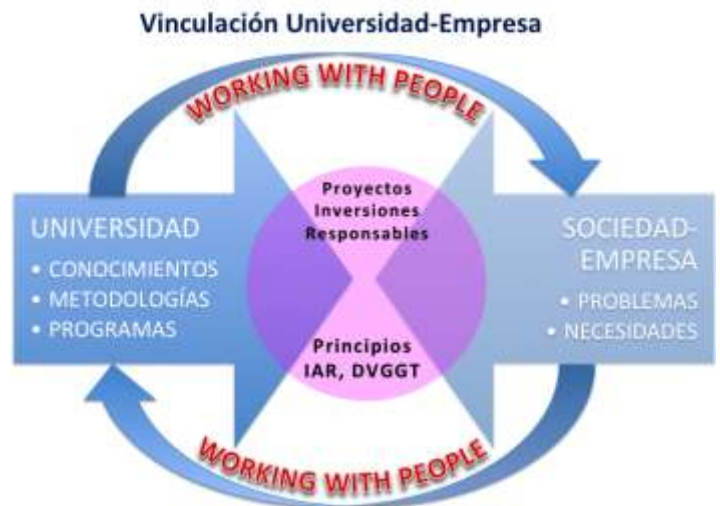 Vinculación Universidad-Empresa
WORKING WITH PEOPLE
UNIVERSIDAD
• CONOCIMIENTOS
• METODOLOGÍAS
• PROGRAMAS
Proyectos
Inversiones
Responsables
Principios
IAR, DVGGT
SOCIEDAD-
EMPRESA
• PROBLEMAS
• NECESIDADES
WORKING WITH PEOPLE